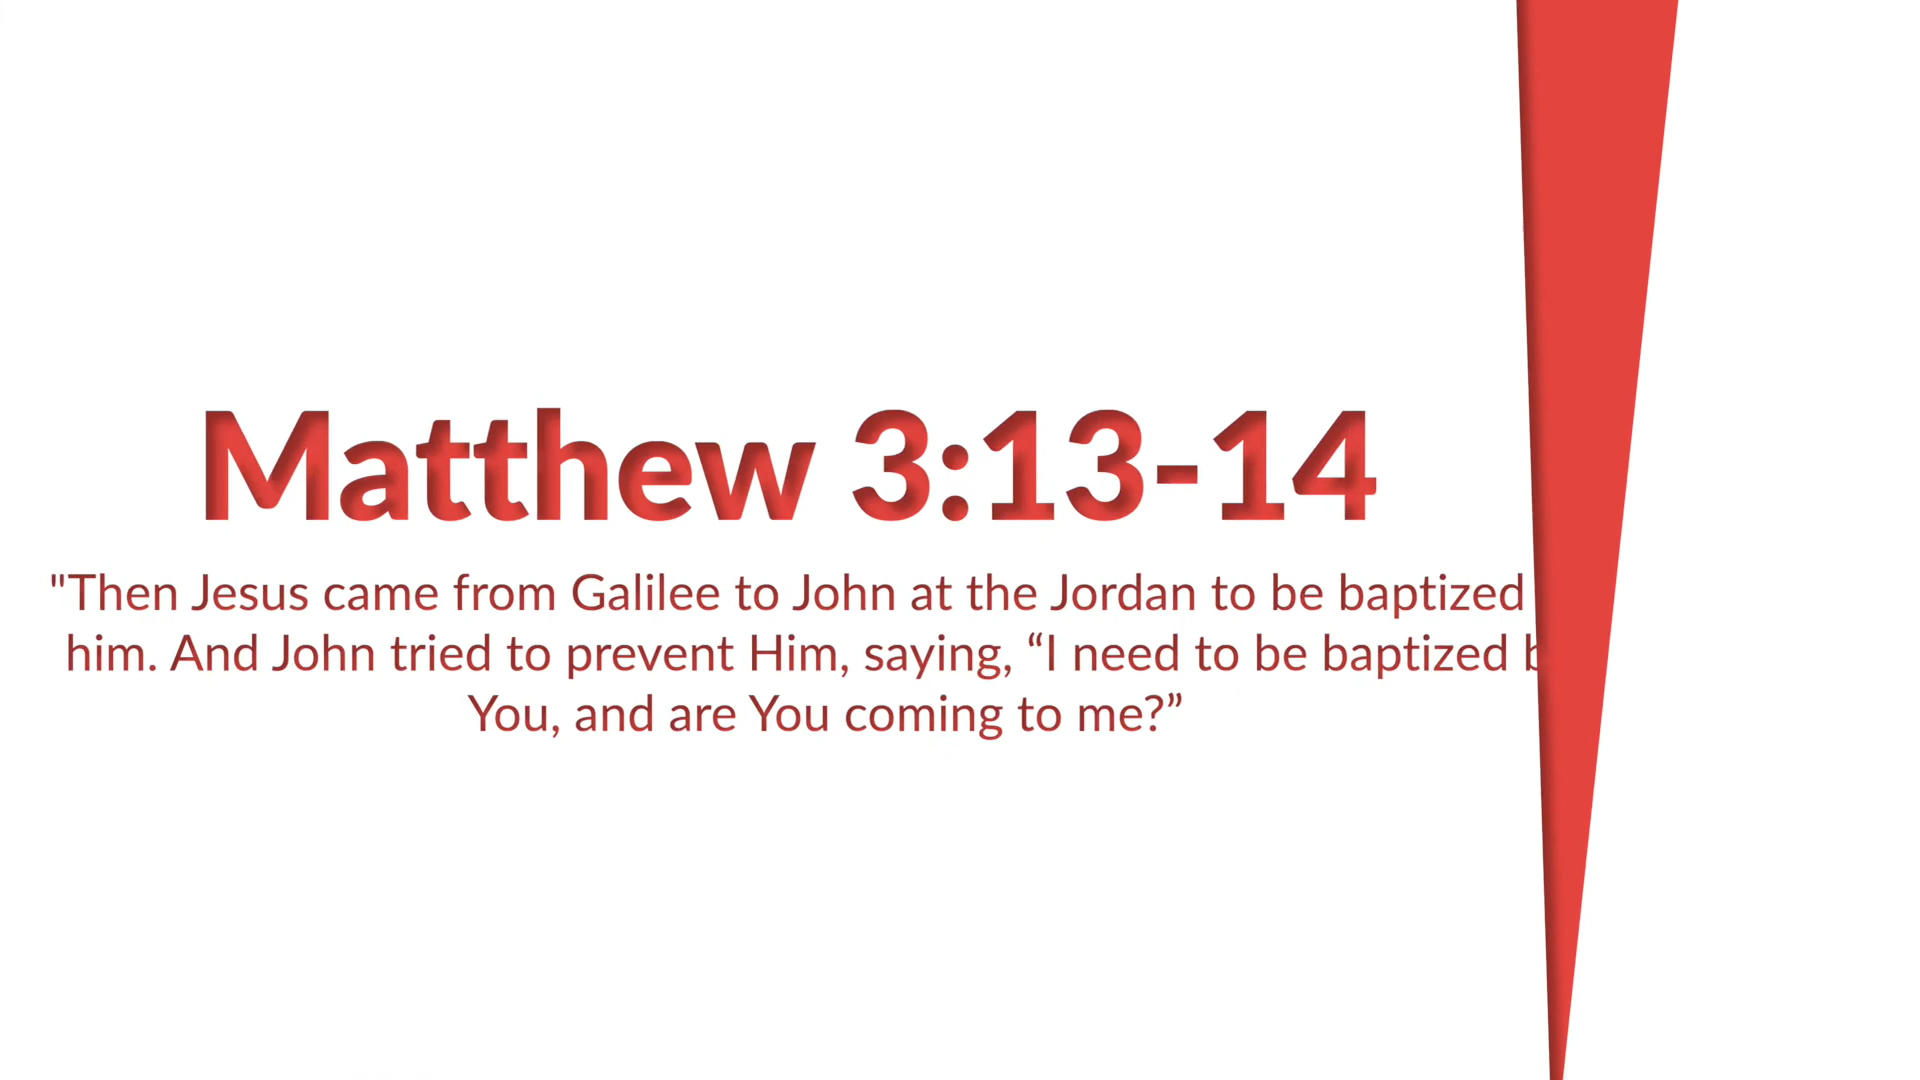 Matthew 3:13-14
"Then Jesus came from Galilee to John at the Jordan to be baptized
him. And John tried to prevent Him, saying, “I need to be baptized
You, and are You coming to me?”